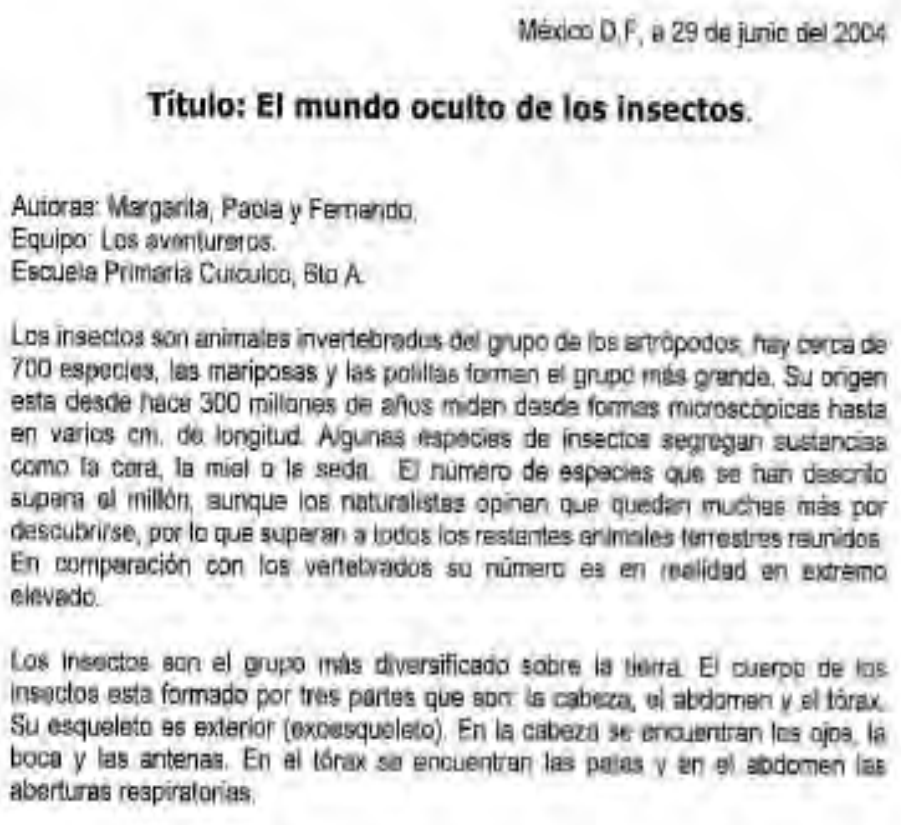 México D.F, a 29 de junio del 2004
Título: El mundo oculto de los insectos.
Autoras: Margarita, Paola y Fernando.
Equipo: Los aventureros.
Escuela Primaria Cuiculco, 6to A.
Los insectos son animales invertebrados del grupo de los artrópodos, hay cerca de
700 especies, las mariposas y las polillas forman el grupo más grande. Su origen
esta desde hace 300 millones de años miden desde formas microscópicas hasta
en varios cm. de longitud. Algunas especies de insectos segregan sustancias
como la cera, la miel o la seda. El número de especies que se han descrito
supera el millón, aunque los naturalistas opinan que quedan muchas más por
descubrirse, por lo que superan a todos los restantes animales terrestres reunidos.
En comparación con los vertebrados su número es en realidad en extremo
elevado.
Los insectos son el grupo más diversificado sobre la tierra. El cuerpo de los
insectos esta formado por tres partes que son: la cabeza, el abdomen y el tórax.
Su esqueleto es exterior (exoesqueleto). En la cabeza se encuentran los ojos, la
boca y las antenas. En el tórax se encuentran las patas y en el abdomen las
aberturas respiratorias.